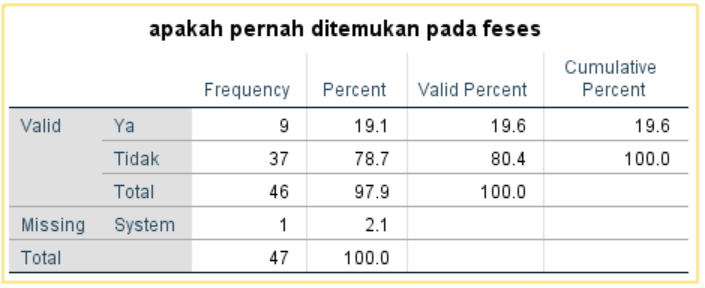 apakah pernah ditemukan pada feses
Frequency Percent Valid Percent Cumulative Percent
Valid Ya 9 19.1 19.6 19.6
Tidak 37 78.7 80.4 100.0
Total 46 97.9 100.0
Missing System 1 2.1
Total 47 100.0